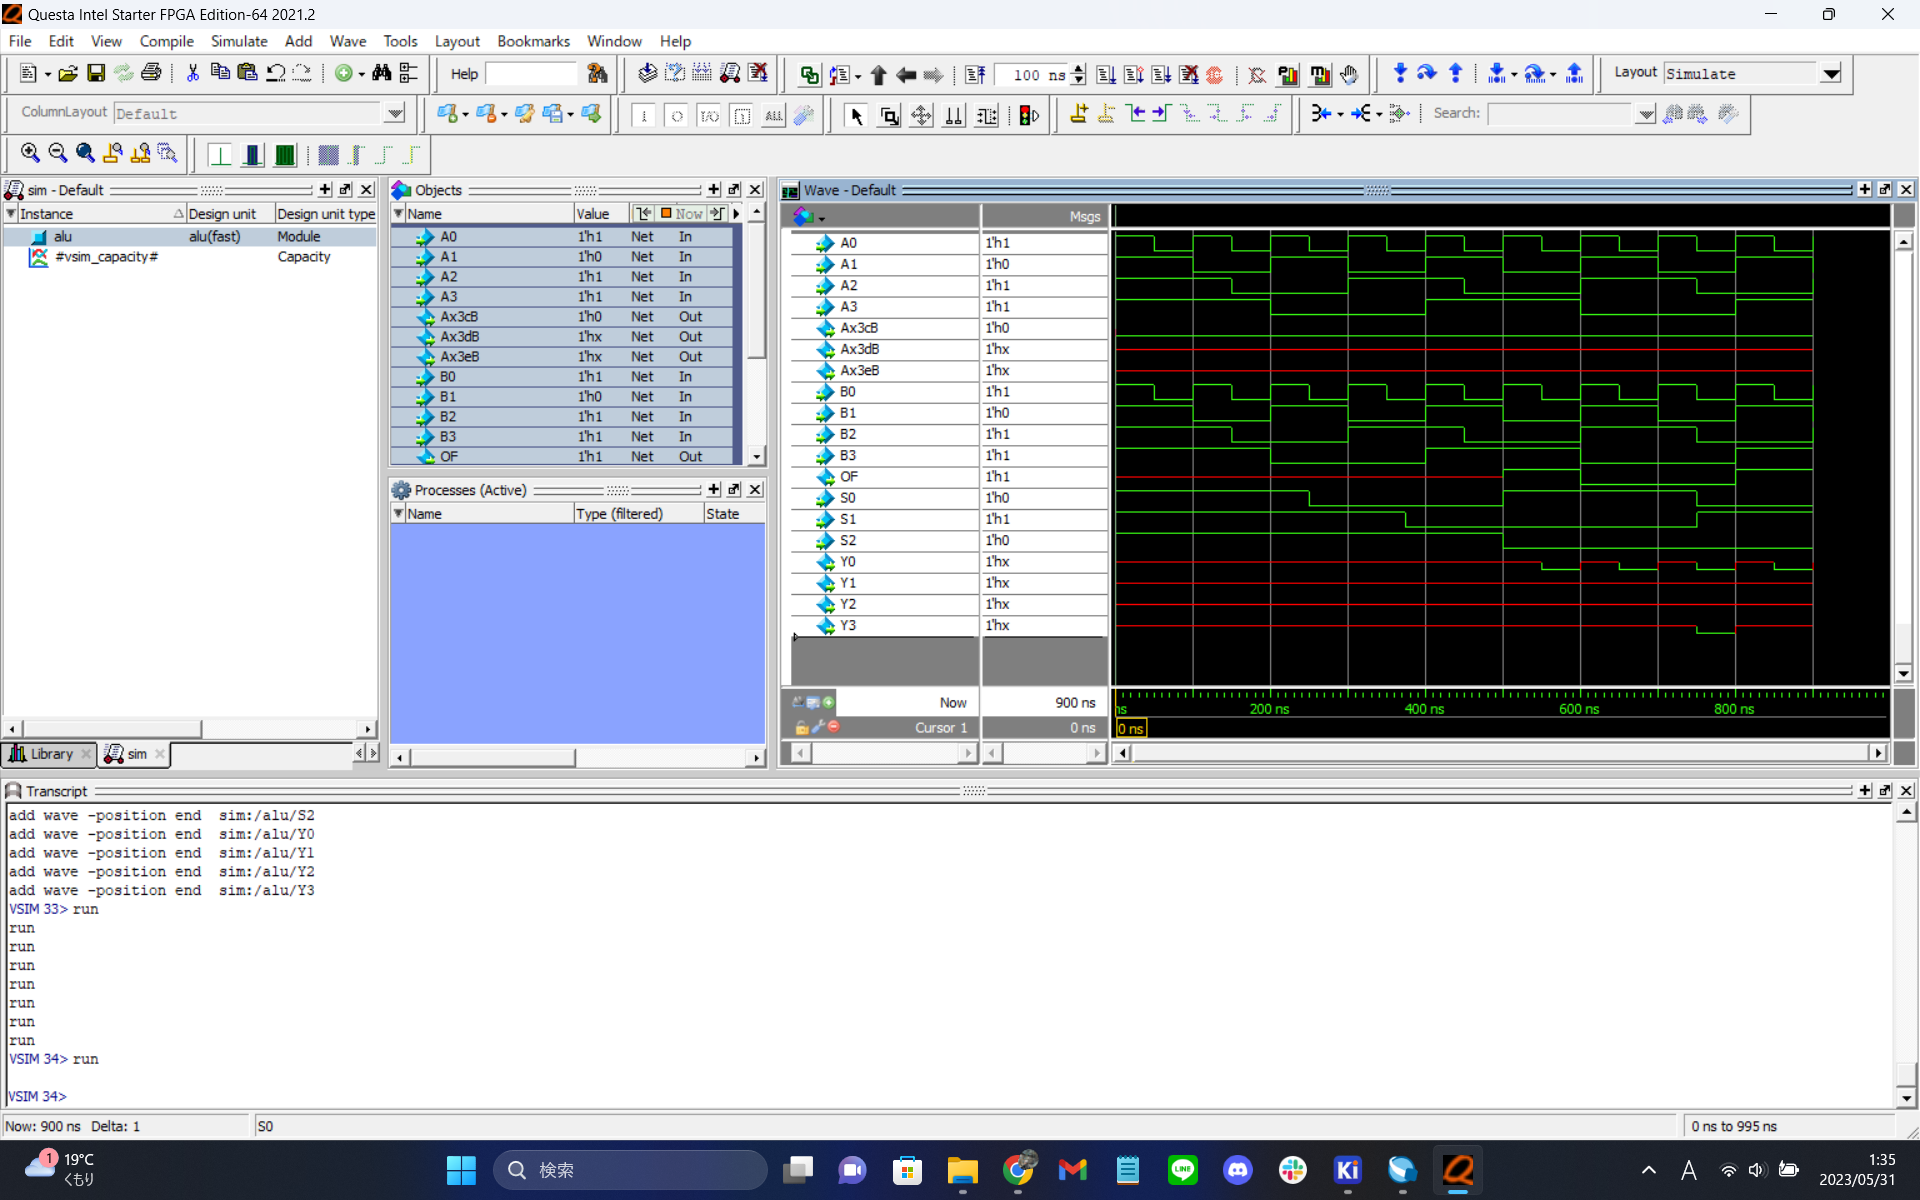 Questa Intel Starter FPGA Edition-64 2021.2
File Edit View Compile Simulate Add Wave Tools Layout Bookmarks Window Help
Help
100 ns
Layout Simulate
ColumnLayout Default
ALL
Search:
sim - Default
Instance Design unit Design unit type
alu alu(fast) Module
#vsim_capacity# Capacity
Library
sim
Objects
Name Value Now
A0 1'h1 Net In
A1 1'h0 Net In
A2 1'h1 Net In
A3 1'h1 Net In
Ax3cB 1'h0 Net Out
Ax3dB 1'hx Net Out
Ax3eB 1'hx Net Out
B0 1'h1 Net In
B1 1'h0 Net In
B2 1'h1 Net In
B3 1'h1 Net In
OF 1'h1 Net Out
Processes (Active)
Name Type (filtered) State
Wave - Default
Msgs
A0 1'h1
A1 1'h0
A2 1'h1
A3 1'h1
Ax3cB 1'h0
Ax3dB 1'hx
Ax3eB 1'hx
B0 1'h1
B1 1'h0
B2 1'h1
B3 1'h1
OF 1'h1
S0 1'h0
S1 1'h1
S2 1'h0
Y0 1'hx
Y1 1'hx
Y2 1'hx
Y3 1'hx
Now 900 ns
Cursor 1 0 ns
ns 200 ns 400 ns 600 ns 800 ns
0 ns
Transcript
add wave -position end sim:/alu/S2
add wave -position end sim:/alu/Y0
add wave -position end sim:/alu/Y1
add wave -position end sim:/alu/Y2
add wave -position end sim:/alu/Y3
VSIM 33> run
run
run
run
run
run
run
run
VSIM 34> run
VSIM 34>
Now: 900 ns Delta: 1
S0
0 ns to 995 ns
1
19°C
くもり
検索
LINE
Ki
A
1:35
2023/05/31